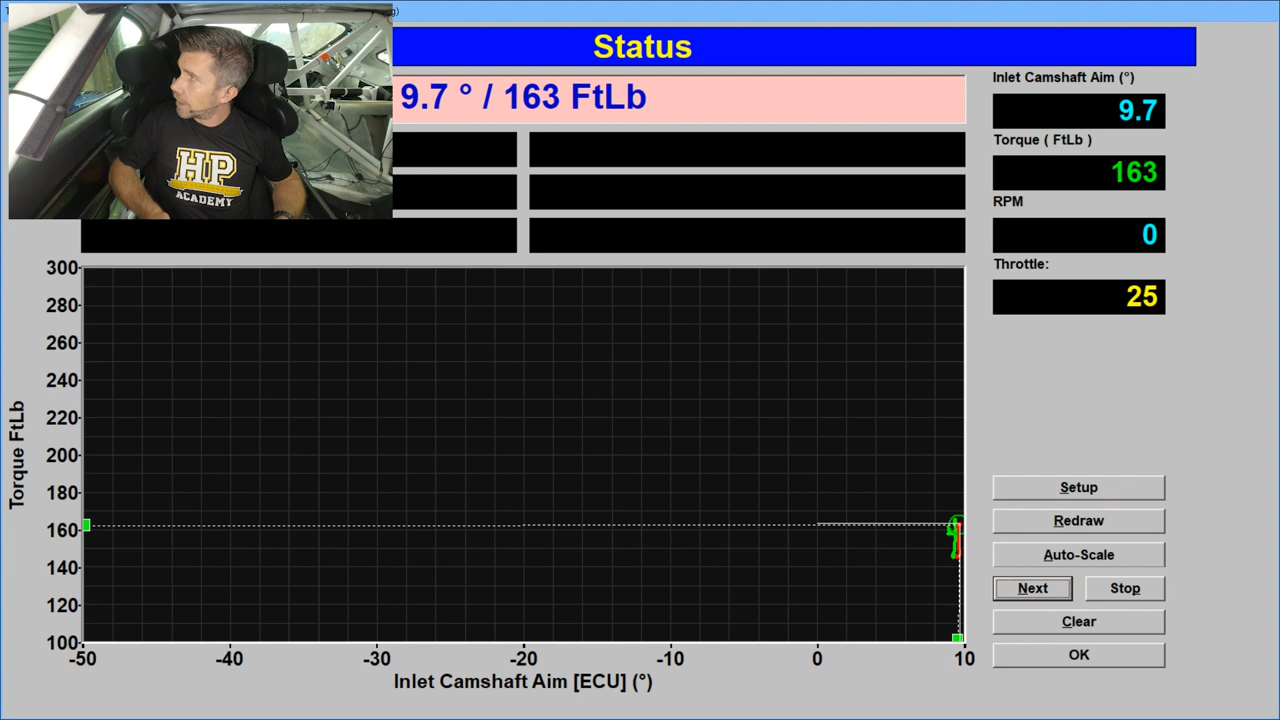 Status
9.7 ° / 163 FtLb
Inlet Camshaft Aim (°)
9.7
Torque ( FtLb )
163
RPM
0
Throttle:
25
HP
ACADEMY
300
280
260
240
220
200
180
160
140
120
100
Torque FtLb
-50
-40
-30
-20
-10
0
10
Inlet Camshaft Aim [ECU] (°)
Setup
Redraw
Auto-Scale
Next
Stop
Clear
OK